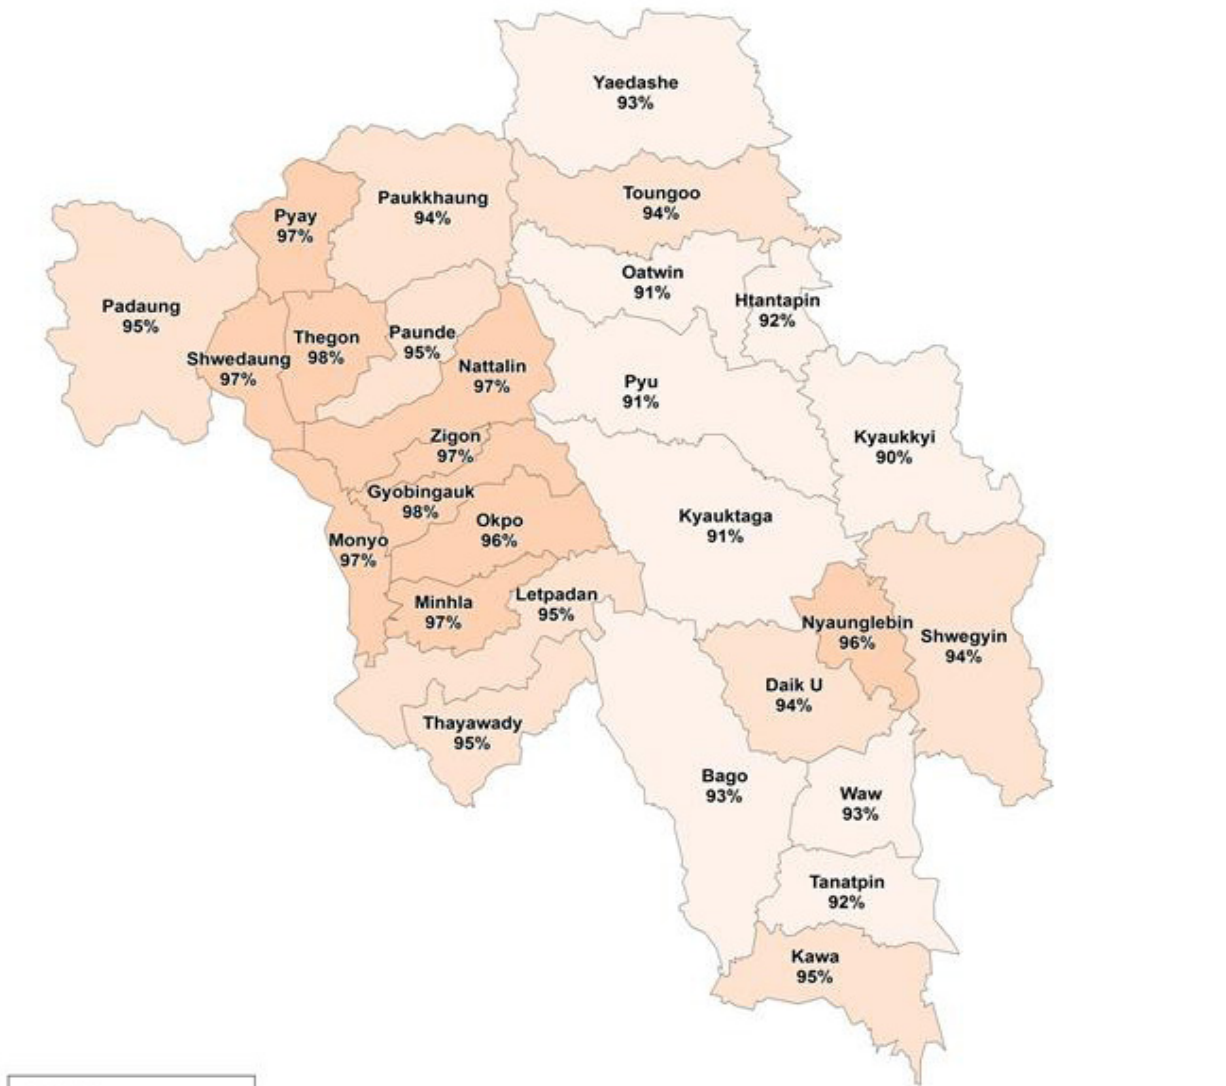 Yaedashe
93%
Paukkhaung
94%
Toungoo
94%
Pyay
97%
Oatwin
91%
Htantapin
92%
Padaung
95%
Thegon
98%
Paunde
95%
Shwedaung
97%
Nattalin
97%
Pyu
91%
Kyaukkyi
90%
Zigon
97%
Gyobingauk
98%
Okpo
96%
Kyauktaga
91%
Monyo
97%
Minhla
97%
Letpadan
95%
Nyaunglebin
96%
Shwegyin
94%
Daik U
94%
Thayawady
95%
Bago
93%
Waw
93%
Tanatpin
92%
Kawa
95%